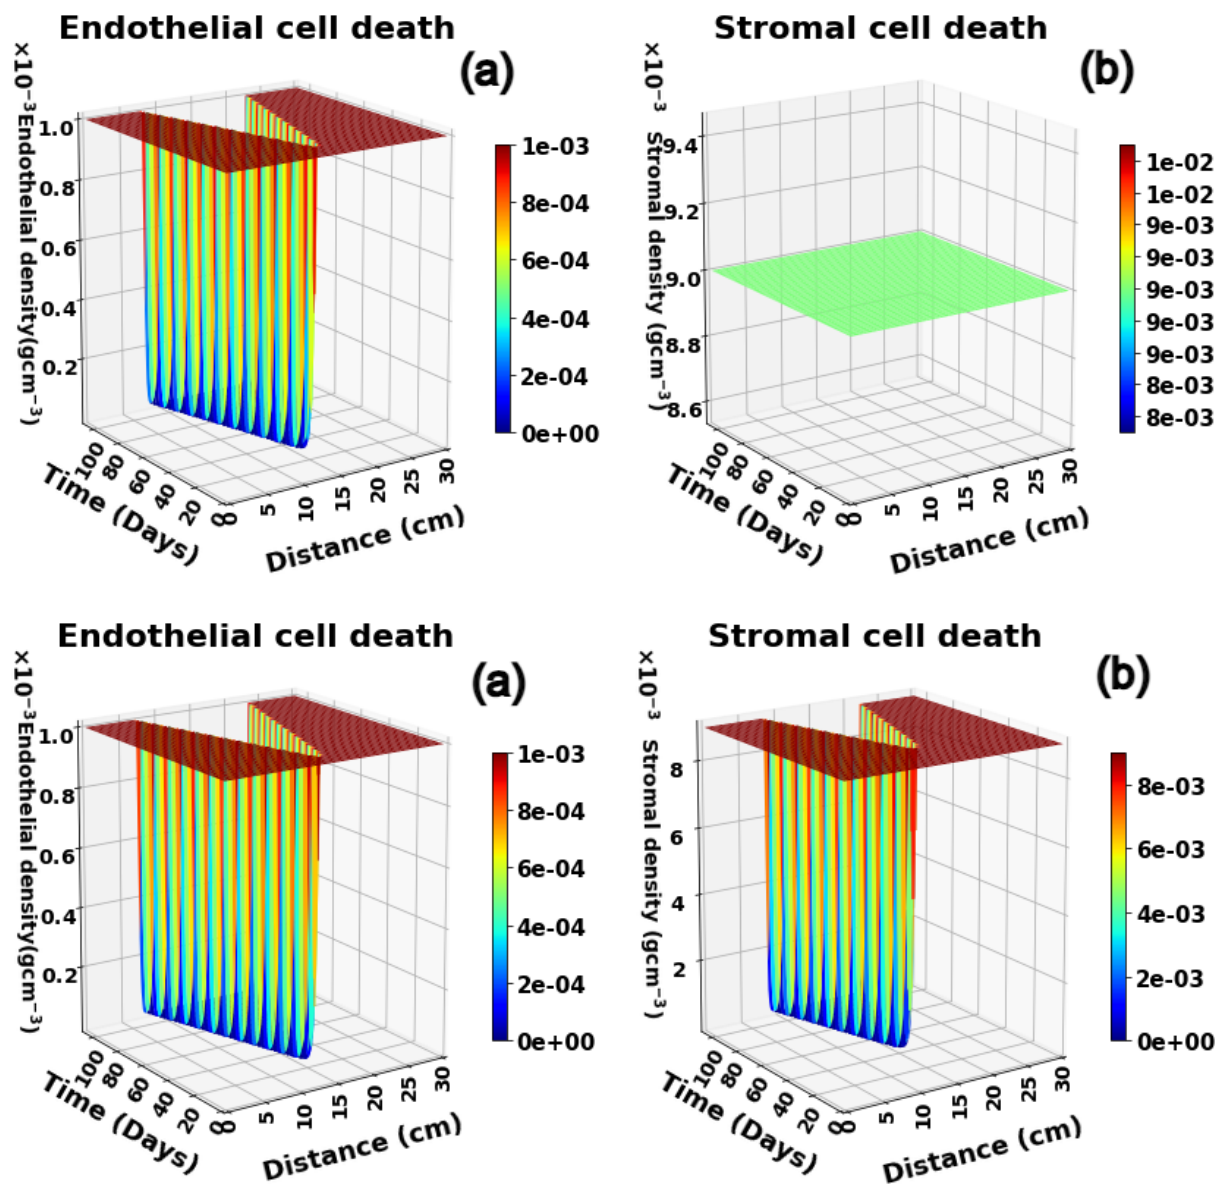 Endothelial cell death
(a)
×10⁻³ Endothelial density(gcm⁻³)
1.0
0.8
0.6
0.4
0.2
100
80
60
40
20
0
Time (Days)
0
5
10
15
20
25
30
Distance (cm)
1e-03
8e-04
6e-04
4e-04
2e-04
0e+00
Stromal cell death
(b)
×10⁻³ Stromal density (gcm⁻³)
9.4
9.2
9.0
8.8
8.6
100
80
60
40
20
0
Time (Days)
0
5
10
15
20
25
30
Distance (cm)
1e-02
1e-02
9e-03
9e-03
9e-03
9e-03
9e-03
8e-03
8e-03
Endothelial cell death
(a)
×10⁻³ Endothelial density(gcm⁻³)
1.0
0.8
0.6
0.4
0.2
100
80
60
40
20
0
Time (Days)
0
5
10
15
20
25
30
Distance (cm)
1e-03
8e-04
6e-04
4e-04
2e-04
0e+00
Stromal cell death
(b)
×10⁻³ Stromal density (gcm⁻³)
8
6
4
2
100
80
60
40
20
0
Time (Days)
0
5
10
15
20
25
30
Distance (cm)
8e-03
6e-03
4e-03
2e-03
0e+00